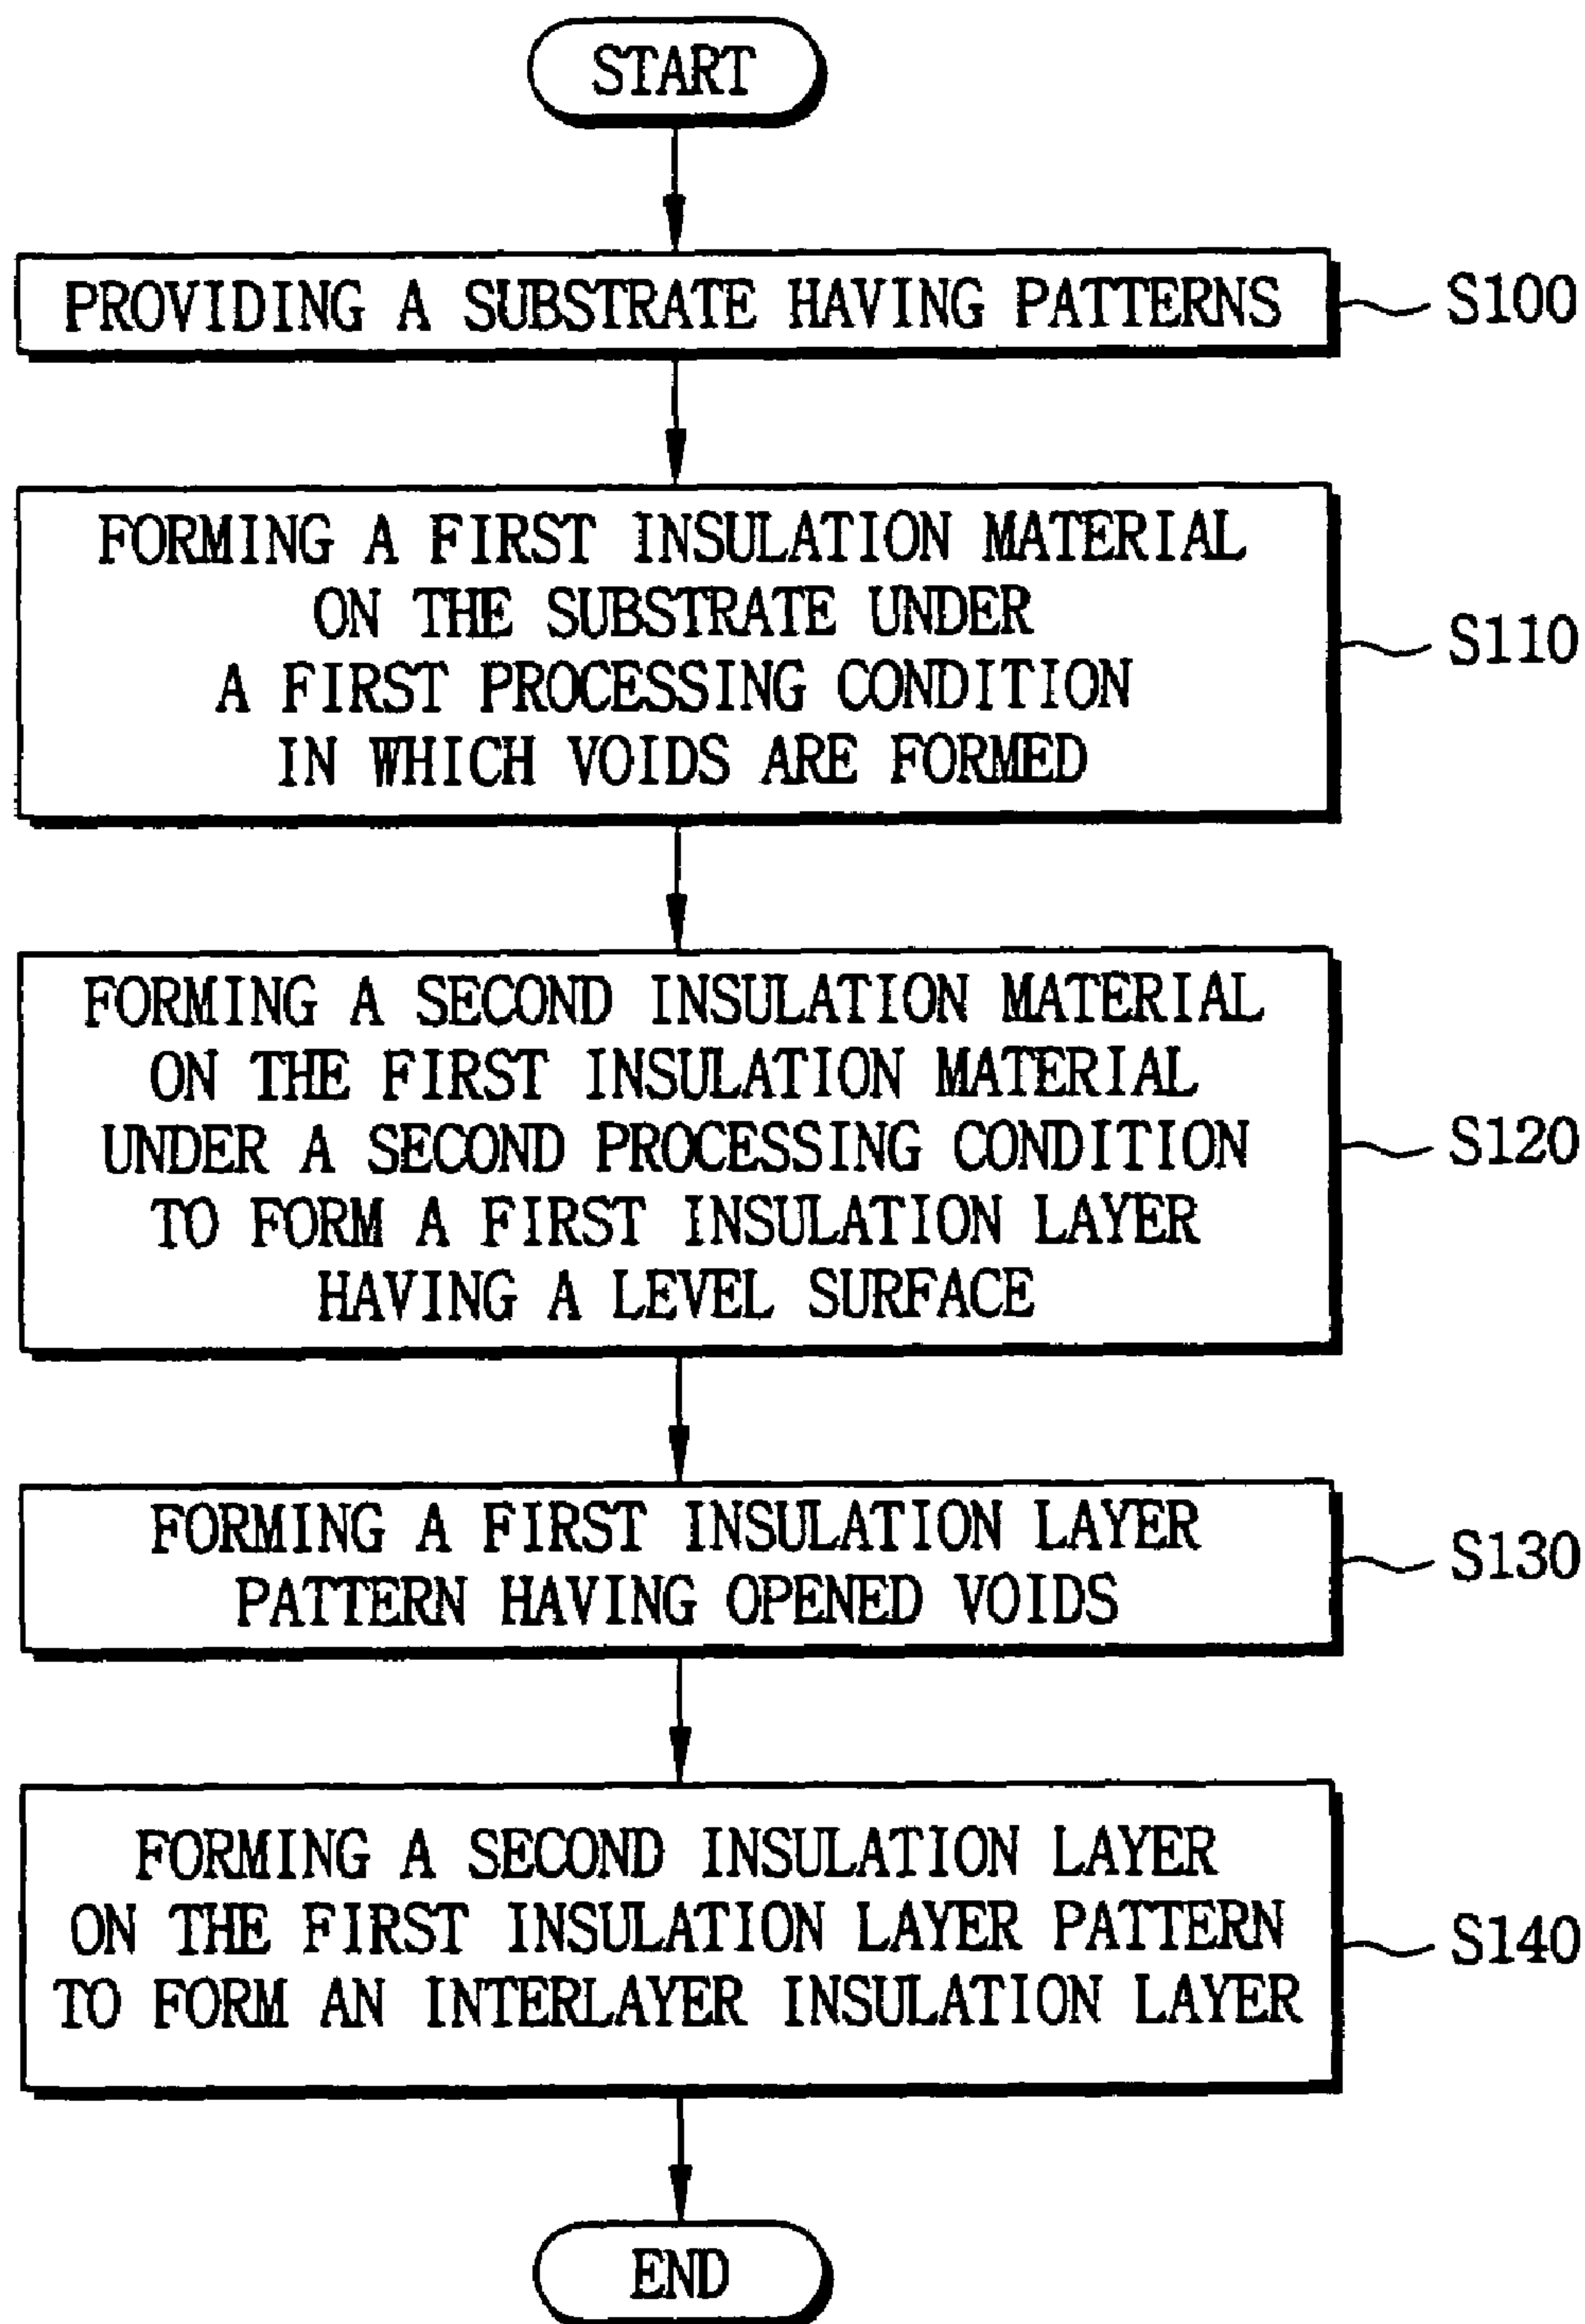 START
PROVIDING A SUBSTRATE HAVING PATTERNS
S100
FORMING A FIRST INSULATION MATERIAL
ON THE SUBSTRATE UNDER
A FIRST PROCESSING CONDITION
IN WHICH VOIDS ARE FORMED
S110
FORMING A SECOND INSULATION MATERIAL
ON THE FIRST INSULATION MATERIAL
UNDER A SECOND PROCESSING CONDITION
TO FORM A FIRST INSULATION LAYER
HAVING A LEVEL SURFACE
S120
FORMING A FIRST INSULATION LAYER
PATTERN HAVING OPENED VOIDS
S130
FORMING A SECOND INSULATION LAYER
ON THE FIRST INSULATION LAYER PATTERN
TO FORM AN INTERLAYER INSULATION LAYER
S140
END